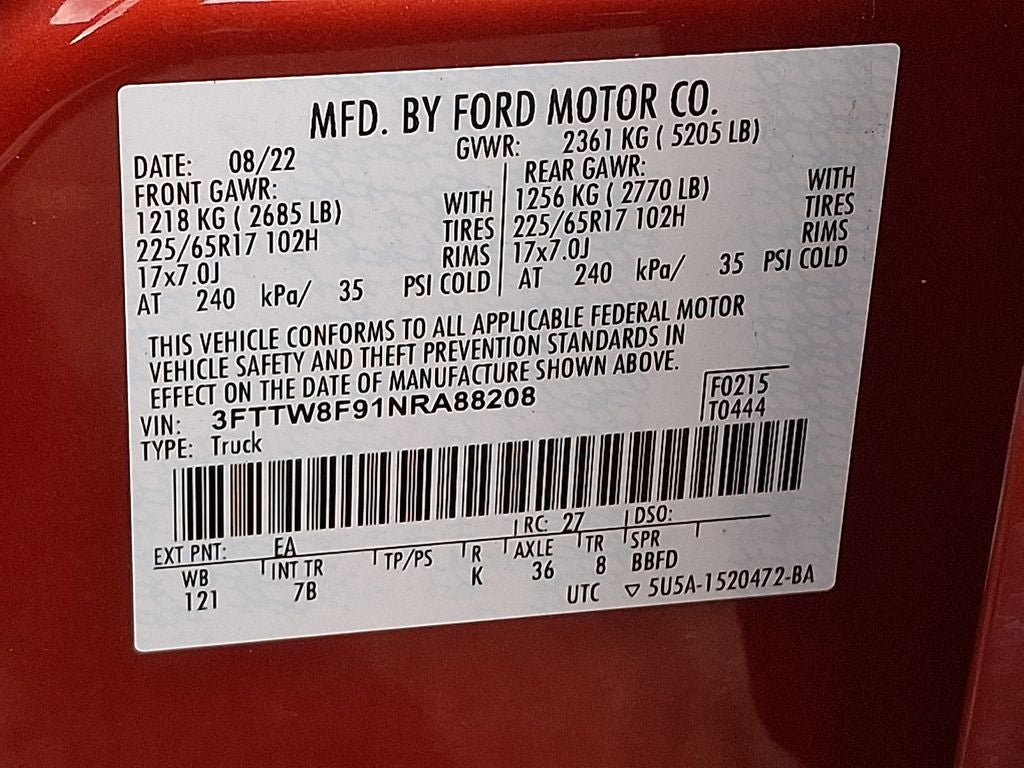 MFD. BY FORD MOTOR CO.
DATE: 08/22 GVWR: 2361 KG ( 5205 LB)
FRONT GAWR: REAR GAWR:
1218 KG ( 2685 LB) WITH 1256 KG ( 2770 LB) WITH
225/65R17 102H TIRES 225/65R17 102H TIRES
17x7.0J RIMS 17x7.0J RIMS
AT 240 kPa/ 35 PSI COLD AT 240 kPa/ 35 PSI COLD
THIS VEHICLE CONFORMS TO ALL APPLICABLE FEDERAL MOTOR
VEHICLE SAFETY AND THEFT PREVENTION STANDARDS IN
EFFECT ON THE DATE OF MANUFACTURE SHOWN ABOVE.
VIN: 3FTTW8F91NRA88208 F0215
TYPE: Truck T0444
EXT PNT: EA RC: 27 DSO:
WB INT TR TP/PS R AXLE TR SPR
121 7B K 36 8 BBFD
UTC ▽ 5U5A-1520472-BA